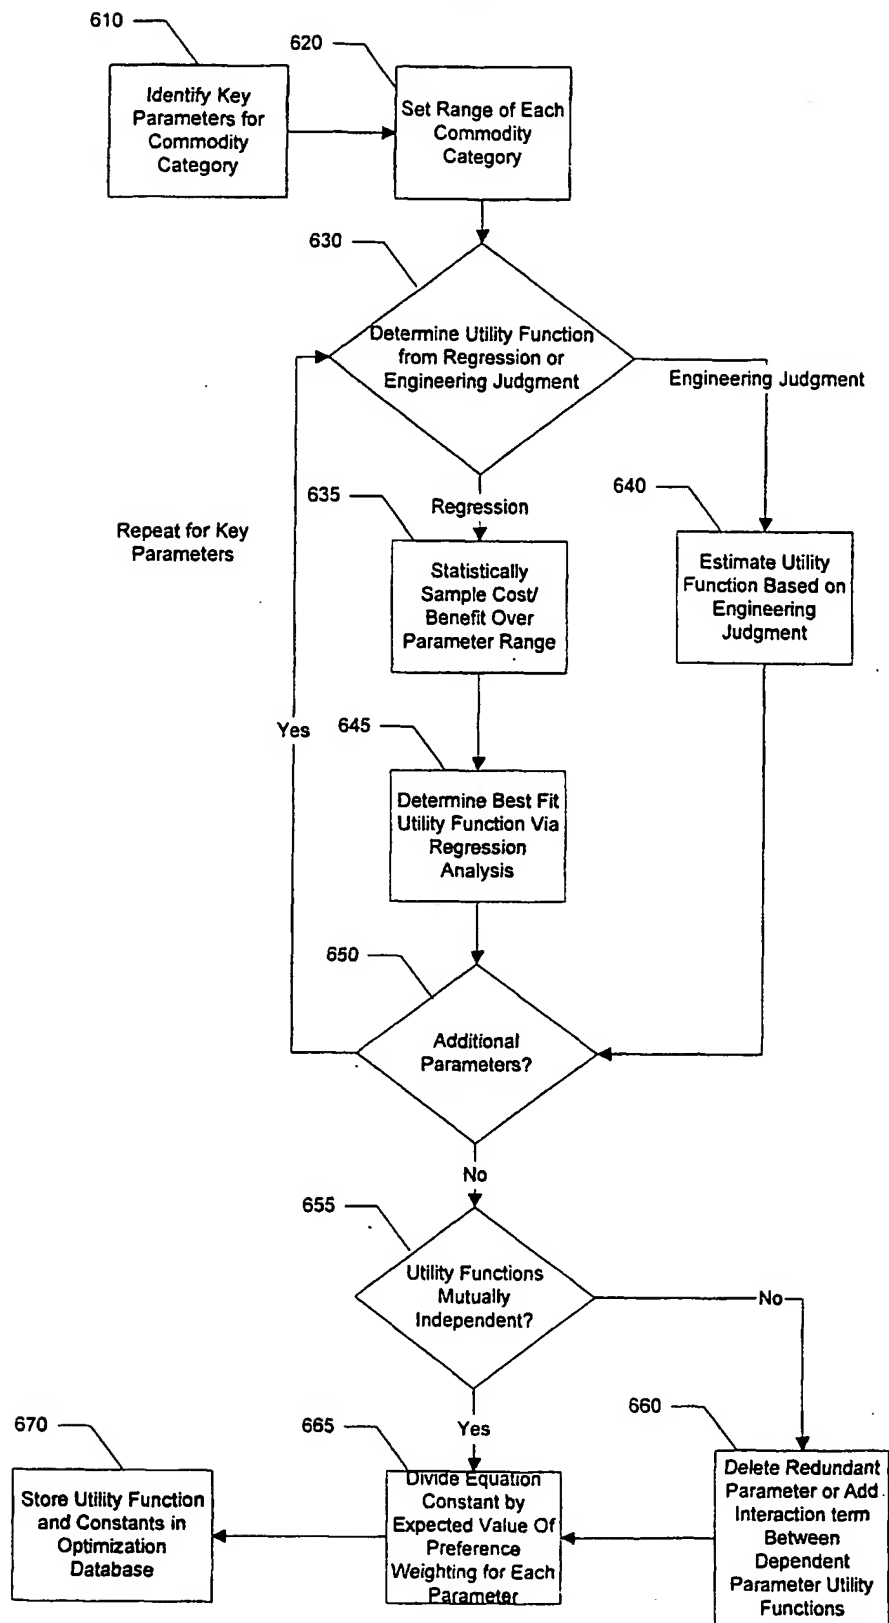 610
Identify Key
Parameters for
Commodity
Category
620
Set Range of Each
Commodity
Category
630
Determine Utility Function
from Regression or
Engineering Judgment
Engineering Judgment
Regression
635
Statistically
Sample Cost/
Benefit Over
Parameter Range
640
Estimate Utility
Function Based on
Engineering
Judgment
Repeat for Key
Parameters
Yes
645
Determine Best Fit
Utility Function Via
Regression
Analysis
650
Additional
Parameters?
No
655
Utility Functions
Mutually
Independent?
No
Yes
660
Delete Redundant
Parameter or Add
Interaction term
Between
Dependent
Parameter Utility
Functions
665
Divide Equation
Constant by
Expected Value Of
Preference
Weighting for Each
Parameter
670
Store Utility Function
and Constants in
Optimization
Database